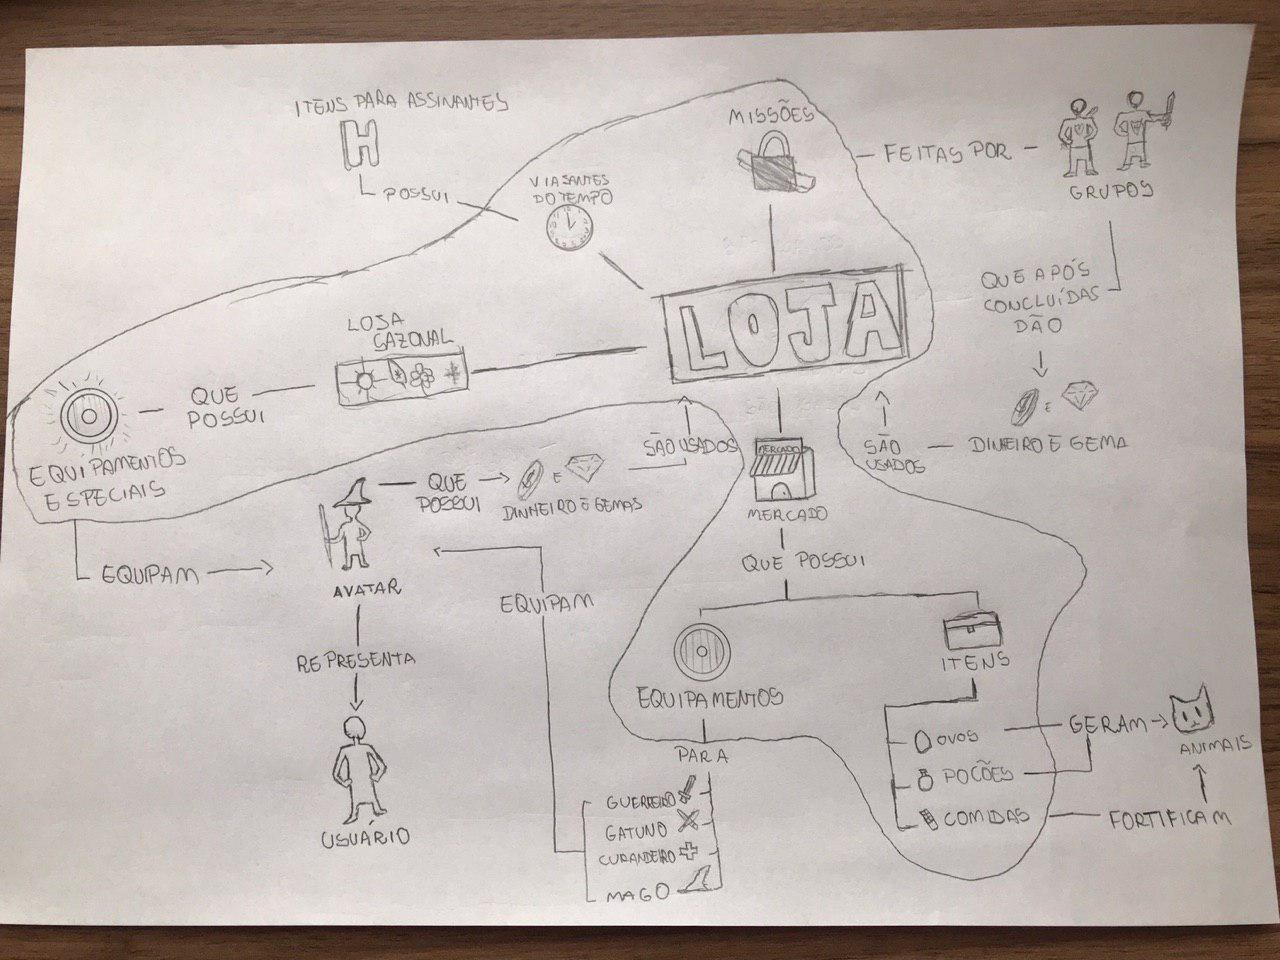 ITENS PARA ASSINANTES
H
POSSUI
VIAJANTES
DO TEMPO
MISSÕES
FEITAS POR
GRUPOS
QUE APÓS
CONCLUÍDAS
DÃO
E
DINHEIRO E GEMA
SÃO
USADOS
LOJA
LOJA
SAZONAL
QUE
POSSUI
EQUIPAMENTOS
ESPECIAIS
EQUIPAM
QUE
POSSUI
E
DINHEIRO E GEMAS
SÃO USADOS
AVATAR
REPRESENTA
USUÁRIO
MERCADO
MERCADO
QUE POSSUI
EQUIPAMENTOS
PARA
GUERREIRO
GATUNO
CURANDEIRO
MAGO
EQUIPAM
ITENS
OVOS
POÇÕES
COMIDAS
GERAM
ANIMAIS
FORTIFICAM